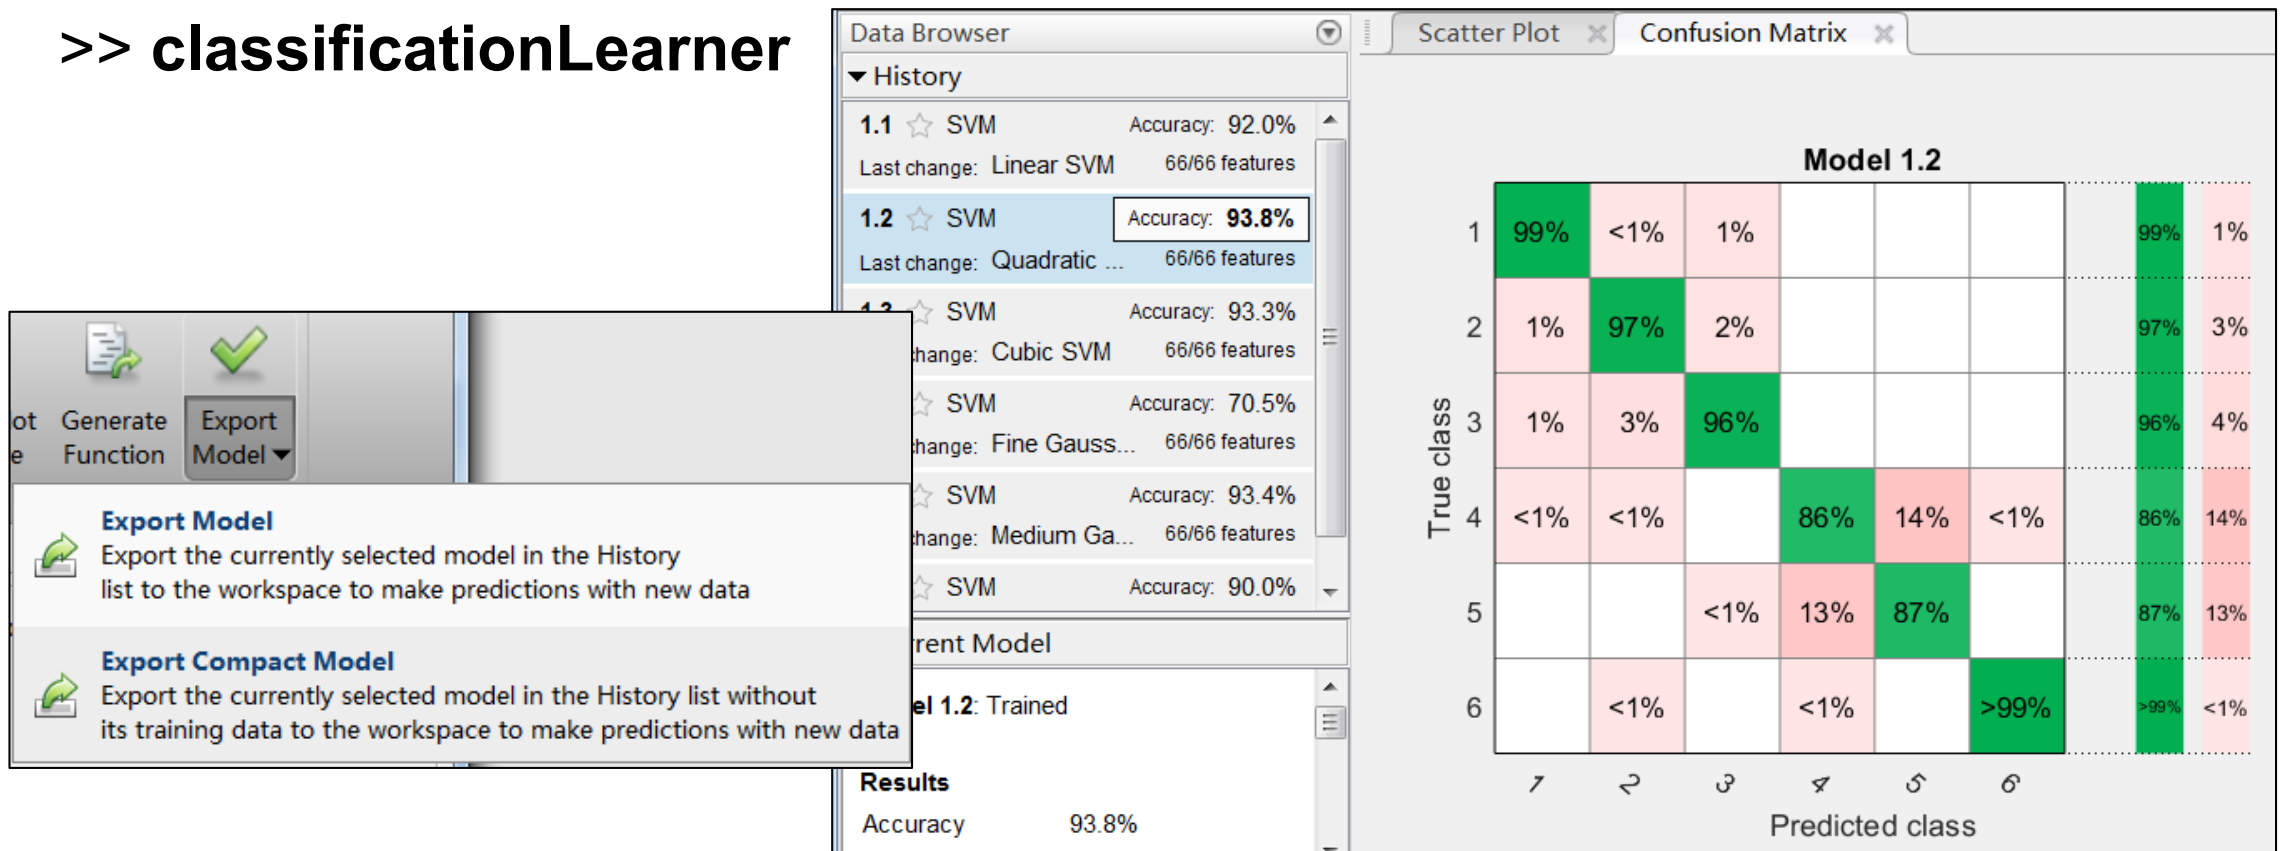 >> classificationLearner
ot Generate Export
e Function Model
Export Model
Export the currently selected model in the History
list to the workspace to make predictions with new data
Export Compact Model
Export the currently selected model in the History list without
its training data to the workspace to make predictions with new data
Data Browser
History
1.1 SVM Accuracy: 92.0%
Last change: Linear SVM 66/66 features
1.2 SVM Accuracy: 93.8%
Last change: Quadratic ... 66/66 features
SVM Accuracy: 93.3%
hange: Cubic SVM 66/66 features
SVM Accuracy: 70.5%
hange: Fine Gauss... 66/66 features
SVM Accuracy: 93.4%
hange: Medium Ga... 66/66 features
SVM Accuracy: 90.0%
rent Model
el 1.2: Trained
Results
Accuracy 93.8%
Scatter Plot Confusion Matrix
Model 1.2
True class
1 99% <1% 1% 99% 1%
2 1% 97% 2% 97% 3%
3 1% 3% 96% 96% 4%
4 <1% <1% 86% 14% <1% 86% 14%
5 <1% 13% 87% 87% 13%
6 <1% <1% >99% >99% <1%
1 2 3 4 5 6
Predicted class